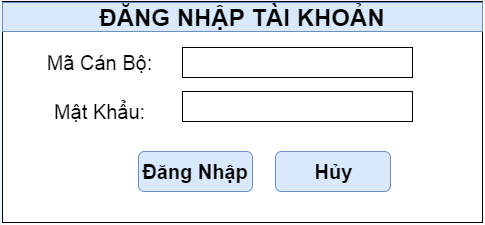 ĐĂNG NHẬP TÀI KHOẢN
Mã Cán Bộ:
Mật Khẩu:
Đăng Nhập Hủy